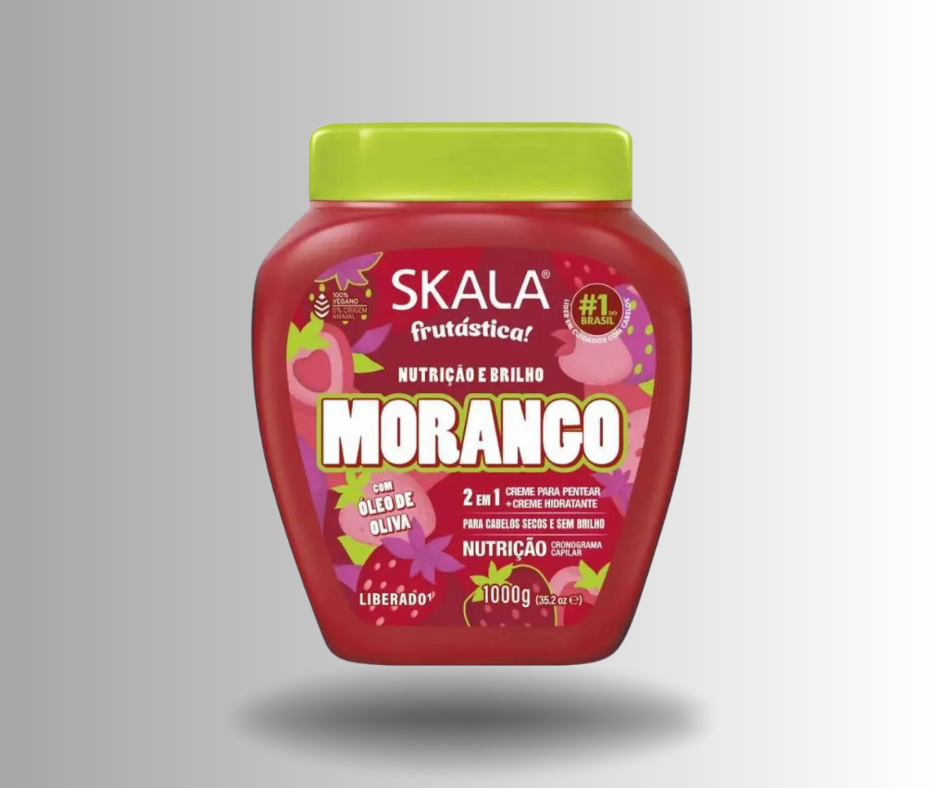 SKALA®
frutástica!
100%
VEGANO
0% ORIGEM
ANIMAL
#1 DO
BRASIL
LÍDER EM CUIDADOS COM CABELOS
NUTRIÇÃO E BRILHO
MORANGO
COM
ÓLEO DE
OLIVA
2 EM 1 CREME PARA PENTEAR
+CREME HIDRATANTE
PARA CABELOS SECOS E SEM BRILHO
NUTRIÇÃO CRONOGRAMA
CAPILAR
LIBERADO¹
1000g (35.2 oz ℮)